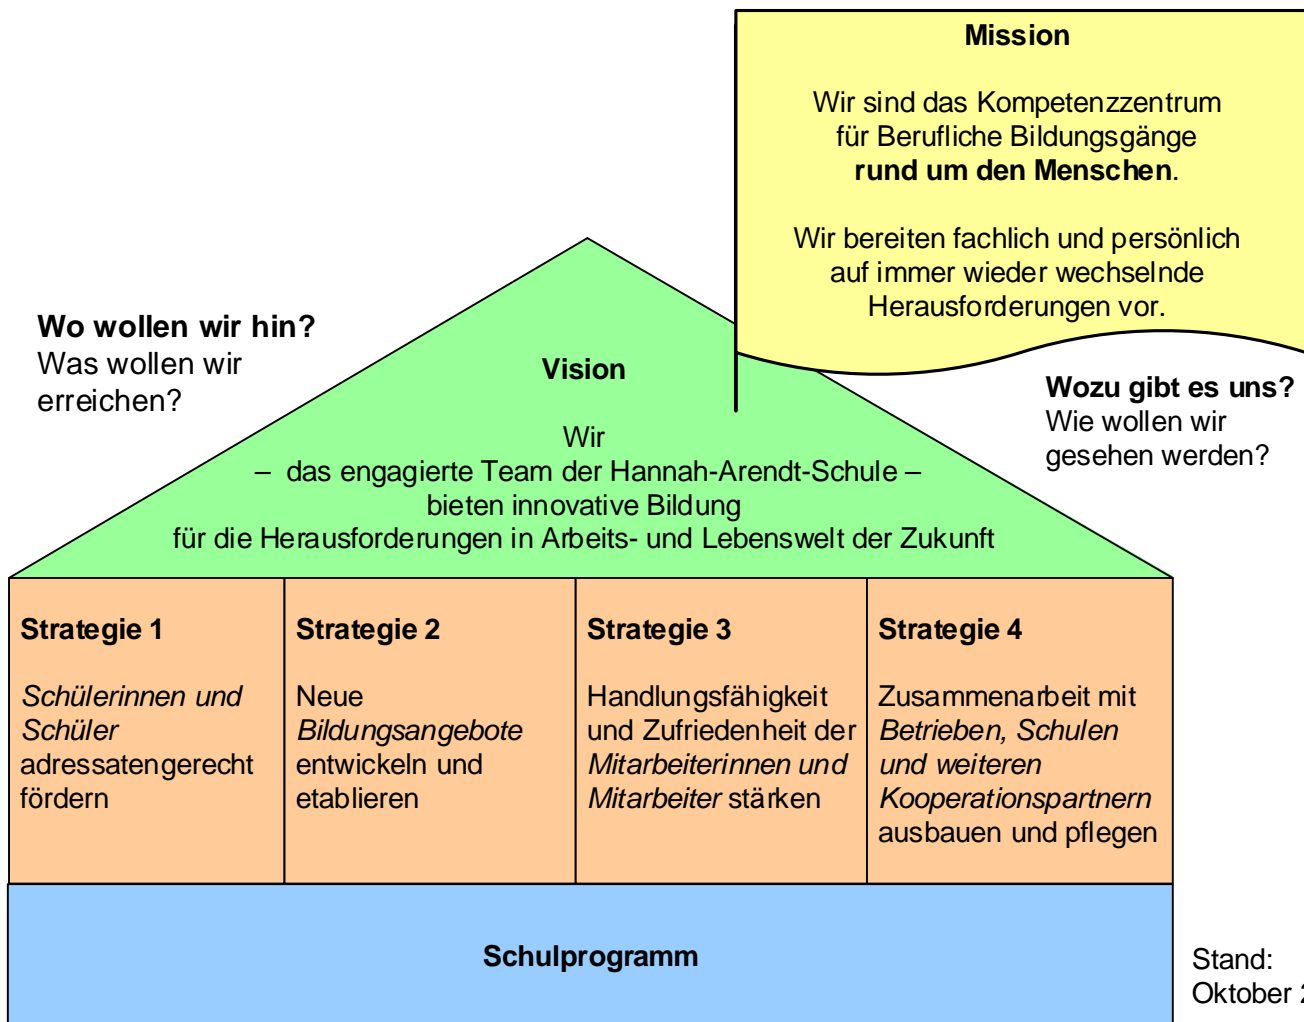 Mission
Wir sind das Kompetenzzentrum
für Berufliche Bildungsgänge
rund um den Menschen.
Wir bereiten fachlich und persönlich
auf immer wieder wechselnde
Herausforderungen vor.
Wo wollen wir hin?
Was wollen wir
erreichen?
Wozu gibt es uns?
Wie wollen wir
gesehen werden?
Vision
Wir
– das engagierte Team der Hannah-Arendt-Schule –
bieten innovative Bildung
für die Herausforderungen in Arbeits- und Lebenswelt der Zukunft
Strategie 1
Schülerinnen und
Schüler
adressatengerecht
fördern
Strategie 2
Neue
Bildungsangebote
entwickeln und
etablieren
Strategie 3
Handlungsfähigkeit
und Zufriedenheit der
Mitarbeiterinnen und
Mitarbeiter stärken
Strategie 4
Zusammenarbeit mit
Betrieben, Schulen
und weiteren
Kooperationspartnern
ausbauen und pflegen
Schulprogramm
Stand:
Oktober